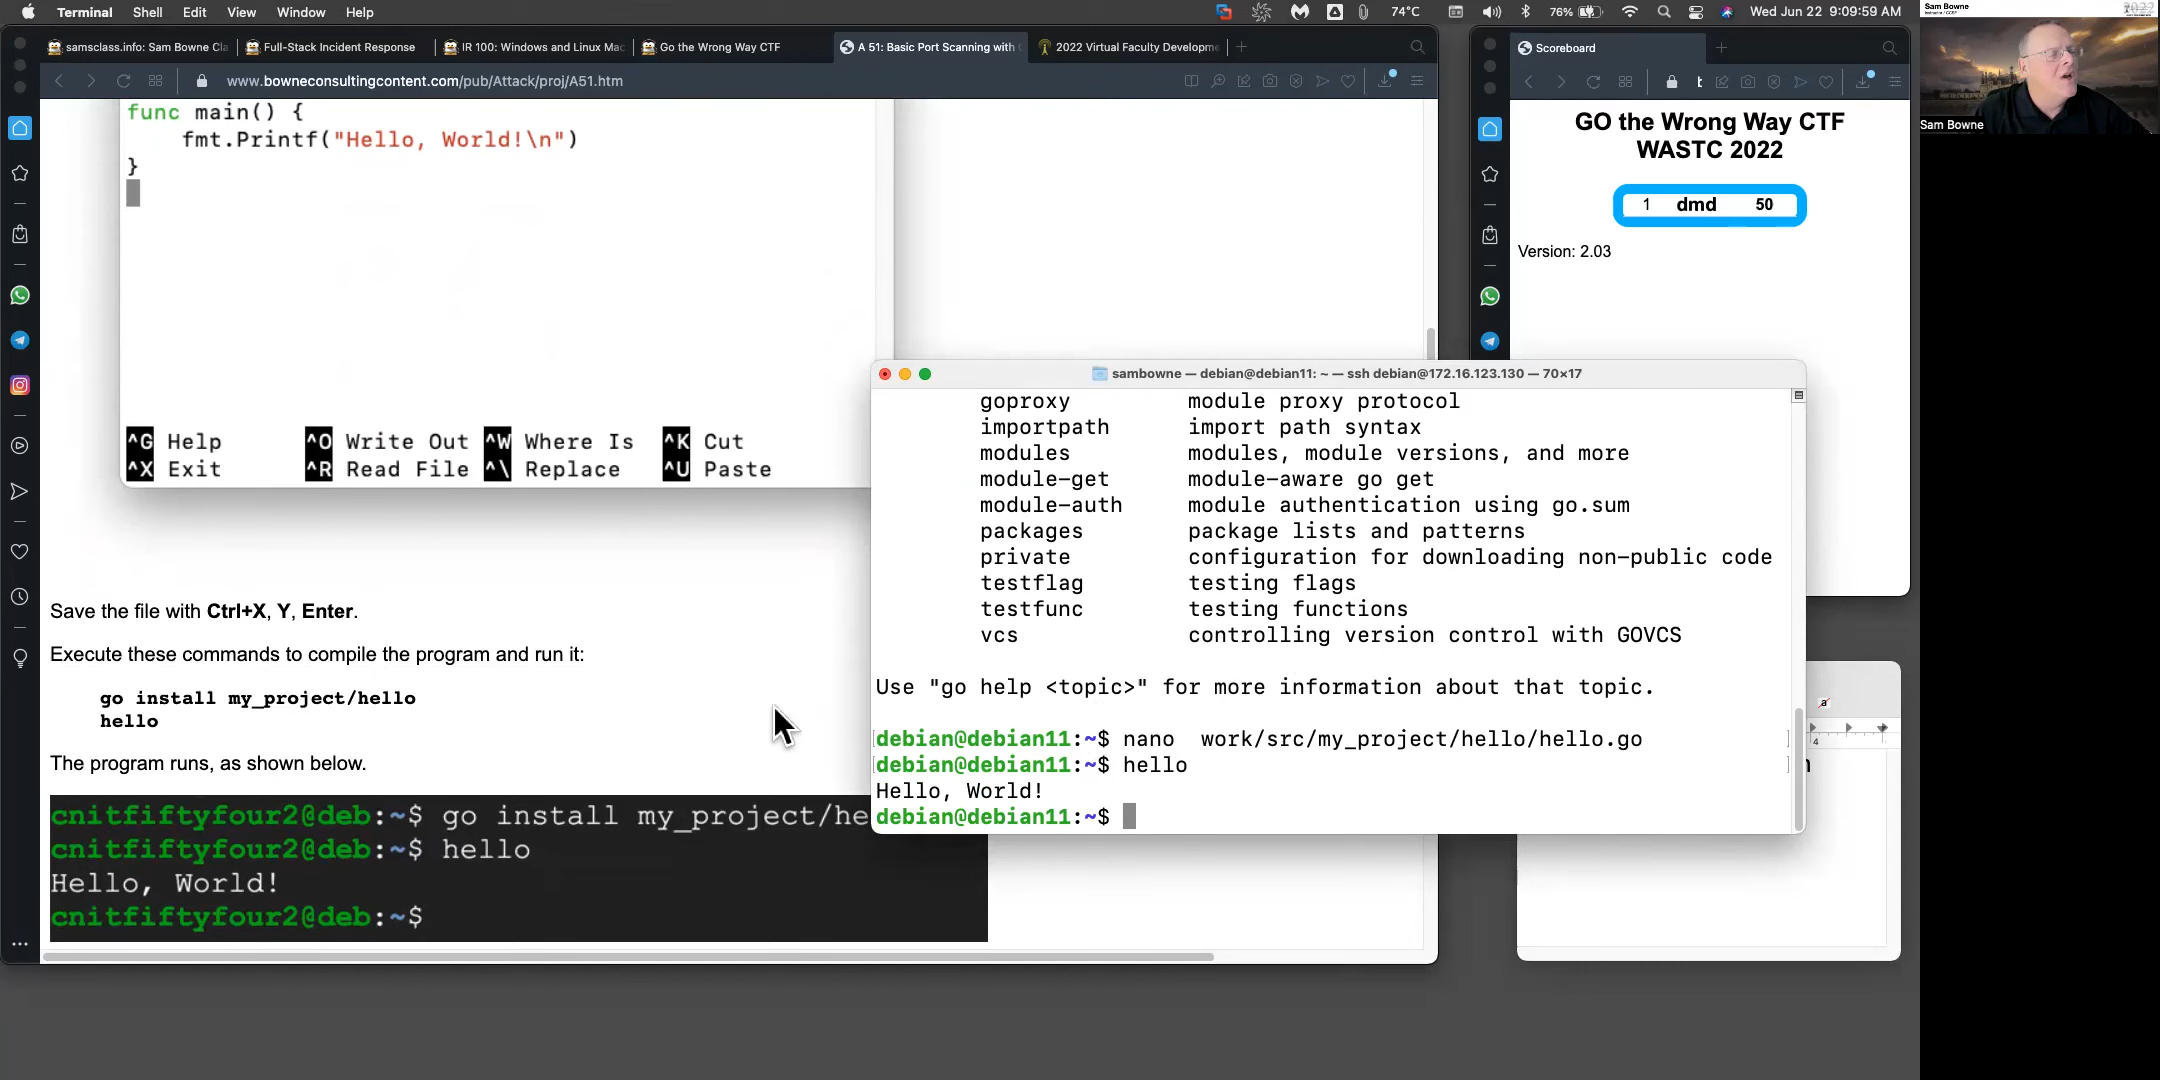 Terminal Shell Edit View Window Help
74°C 76% Wed Jun 22 9:09:59 AM
samsclass.info: Sam Bowne Cla
Full-Stack Incident Response
IR 100: Windows and Linux Mac
Go the Wrong Way CTF
A 51: Basic Port Scanning with
2022 Virtual Faculty Developme
www.bowneconsultingcontent.com/pub/Attack/proj/A51.htm
func main() {
fmt.Printf("Hello, World!\n")
}
^G Help ^O Write Out ^W Where Is ^K Cut
^X Exit ^R Read File ^\ Replace ^U Paste
Save the file with Ctrl+X, Y, Enter.
Execute these commands to compile the program and run it:
go install my_project/hello
hello
The program runs, as shown below.
cnitfiftyfour2@deb:~$ go install my_project/he
cnitfiftyfour2@deb:~$ hello
Hello, World!
cnitfiftyfour2@deb:~$
sambowne — debian@debian11: ~ — ssh debian@172.16.123.130 — 70×17
goproxy module proxy protocol
importpath import path syntax
modules modules, module versions, and more
module-get module-aware go get
module-auth module authentication using go.sum
packages package lists and patterns
private configuration for downloading non-public code
testflag testing flags
testfunc testing functions
vcs controlling version control with GOVCS
Use "go help <topic>" for more information about that topic.
debian@debian11:~$ nano  work/src/my_project/hello/hello.go
debian@debian11:~$ hello
Hello, World!
debian@debian11:~$
Scoreboard
GO the Wrong Way CTF
WASTC 2022
1 dmd 50
Version: 2.03
4
Sam Bowne
2022
Sam Bowne